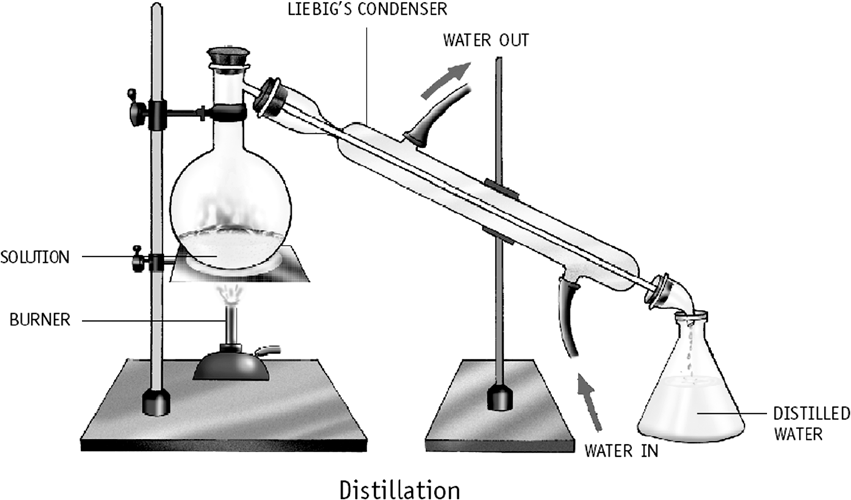 LIEBIG'S CONDENSER
WATER OUT
SOLUTION
BURNER
WATER IN
DISTILLED
WATER
Distillation